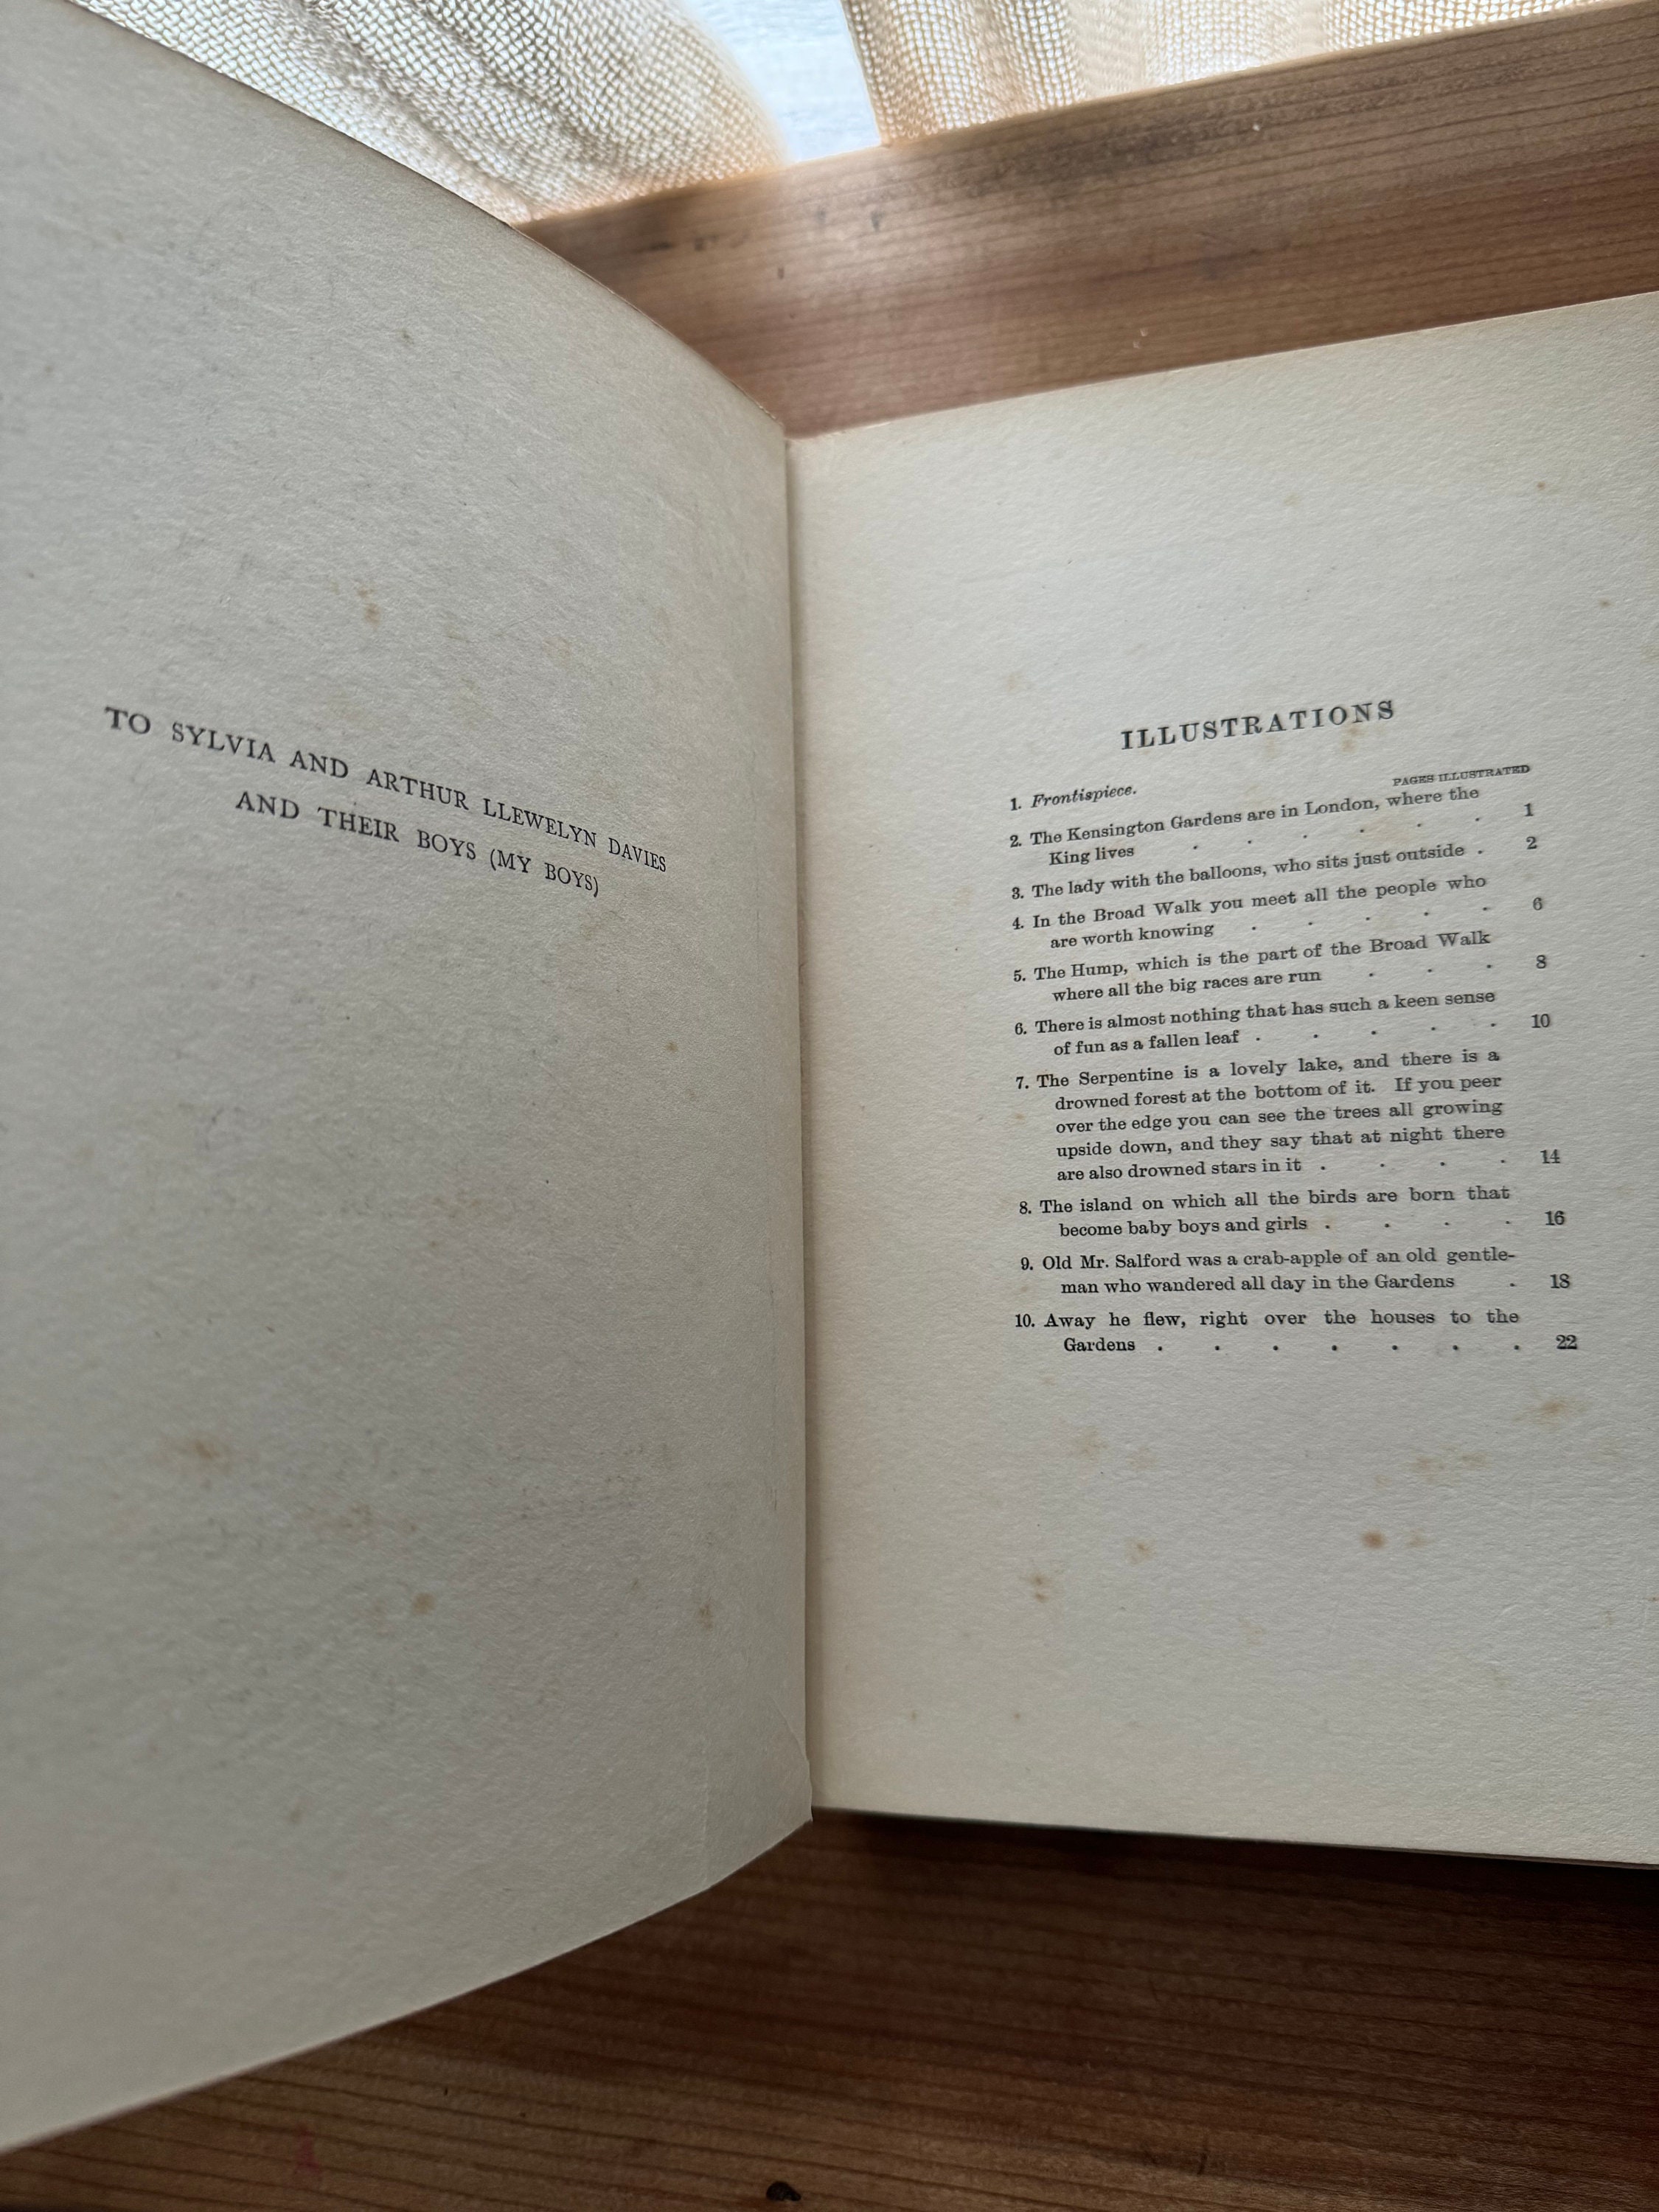 TO SYLVIA AND ARTHUR LLEWELYN DAVIES
AND THEIR BOYS (MY BOYS)
ILLUSTRATIONS
PAGES ILLUSTRATED
1. Frontispiece.
2. The Kensington Gardens are in London, where the
King lives . . . . . . 1
3. The lady with the balloons, who sits just outside . 2
4. In the Broad Walk you meet all the people who
are worth knowing . . . . . 6
5. The Hump, which is the part of the Broad Walk
where all the big races are run . . . 8
6. There is almost nothing that has such a keen sense
of fun as a fallen leaf . . . . . 10
7. The Serpentine is a lovely lake, and there is a
drowned forest at the bottom of it. If you peer
over the edge you can see the trees all growing
upside down, and they say that at night there
are also drowned stars in it . . . . 14
8. The island on which all the birds are born that
become baby boys and girls . . . . 16
9. Old Mr. Salford was a crab-apple of an old gentle-
man who wandered all day in the Gardens . 18
10. Away he flew, right over the houses to the
Gardens . . . . . . . 22